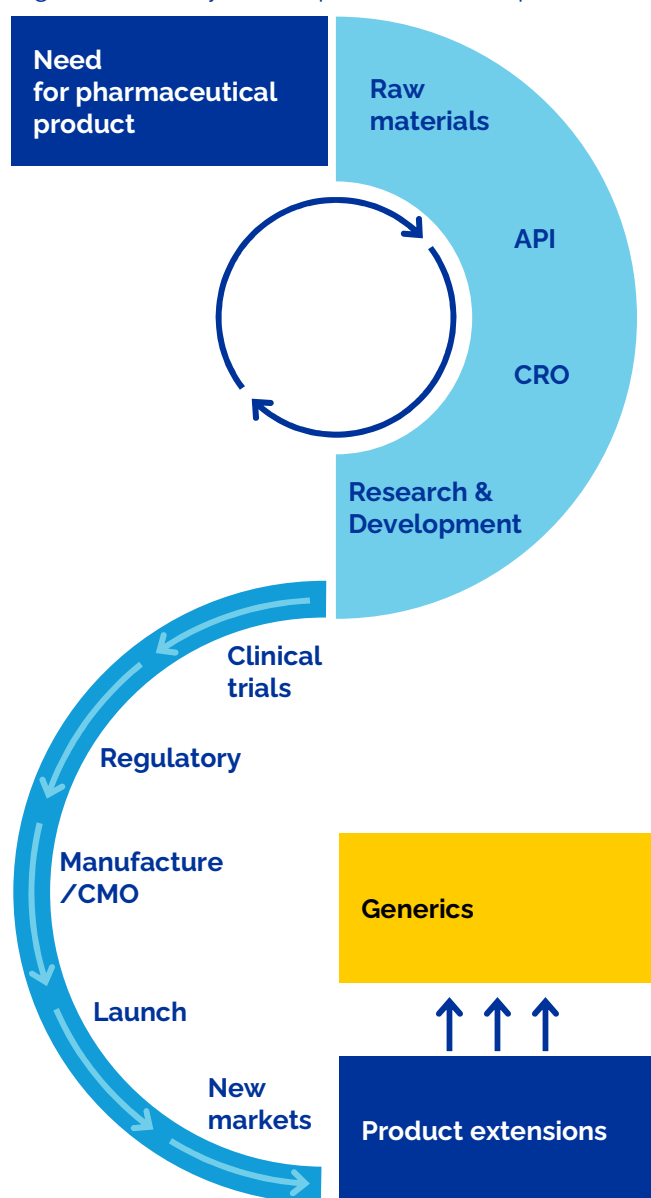 Need
for pharmaceutical
product
Raw
materials
API
CRO
Research &
Development
Clinical
trials
Regulatory
Manufacture
/CMO
Launch
New
markets
Generics
Product extensions